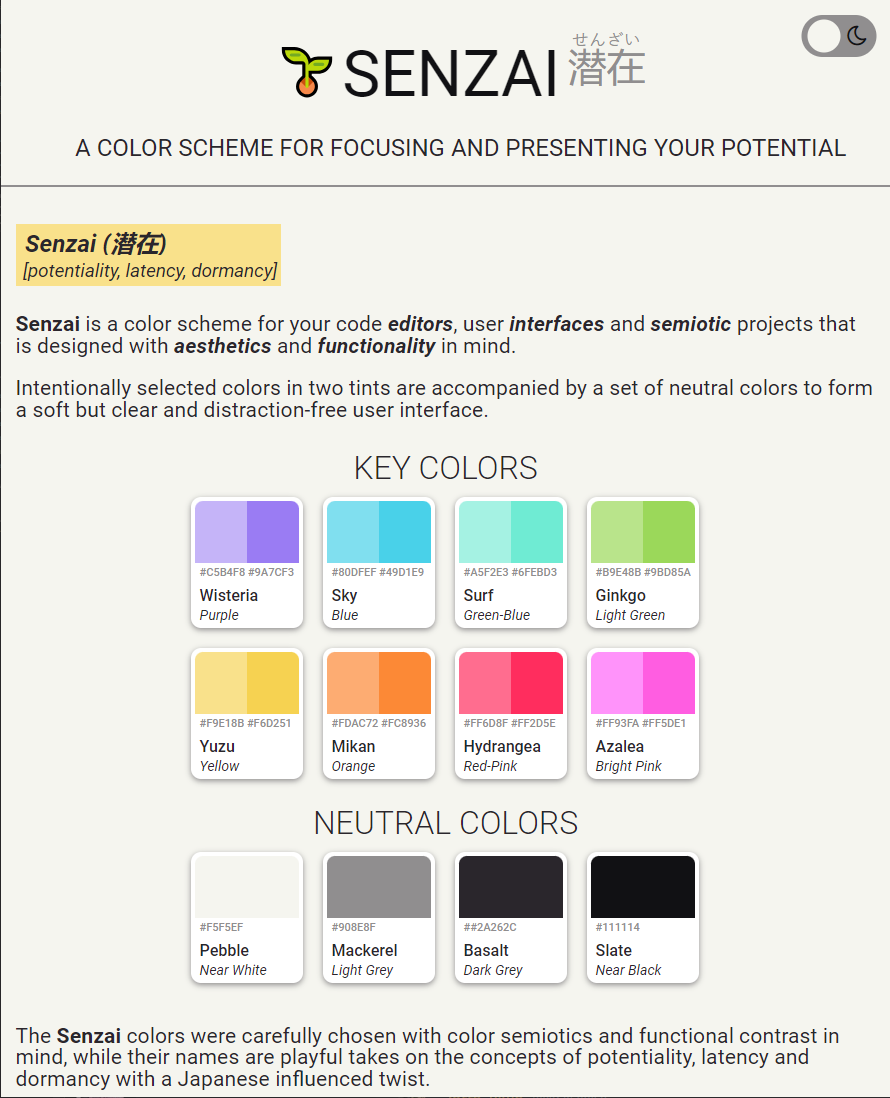 せんざい
SENZAI 潜在
A COLOR SCHEME FOR FOCUSING AND PRESENTING YOUR POTENTIAL
Senzai (潜在)
[potentiality, latency, dormancy]
Senzai is a color scheme for your code editors, user interfaces and semiotic projects that
is designed with aesthetics and functionality in mind.
Intentionally selected colors in two tints are accompanied by a set of neutral colors to form
a soft but clear and distraction-free user interface.
KEY COLORS
#C5B4F8 #9A7CF3
Wisteria
Purple
#80DFEF #49D1E9
Sky
Blue
#A5F2E3 #6FEBD3
Surf
Green-Blue
#B9E48B #9BD85A
Ginkgo
Light Green
#F9E18B #F6D251
Yuzu
Yellow
#FDAC72 #FC8936
Mikan
Orange
#FF6D8F #FF2D5E
Hydrangea
Red-Pink
#FF93FA #FF5DE1
Azalea
Bright Pink
NEUTRAL COLORS
#F5F5EF
Pebble
Near White
#908E8F
Mackerel
Light Grey
##2A262C
Basalt
Dark Grey
#111114
Slate
Near Black
The Senzai colors were carefully chosen with color semiotics and functional contrast in
mind, while their names are playful takes on the concepts of potentiality, latency and
dormancy with a Japanese influenced twist.